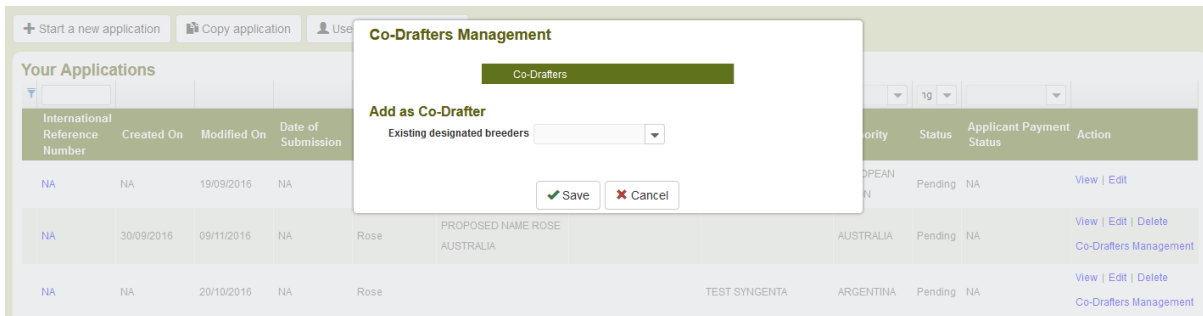 Start a new application
Copy application
Use
Co-Drafters Management
Co-Drafters
Add as Co-Drafter
Existing designated breeders
Save
Cancel
Your Applications
ng
International
Reference
Number
Created On
Modified On
Date of
Submission
ority
Status
Applicant Payment
Status
Action
NA NA 19/09/2016 NA OPEAN Pending NA View | Edit
N
NA 30/09/2016 09/11/2016 NA Rose PROPOSED NAME ROSE
AUSTRALIA AUSTRALIA Pending NA View | Edit | Delete
Co-Drafters Management
NA NA 20/10/2016 NA Rose TEST SYNGENTA ARGENTINA Pending NA View | Edit | Delete
Co-Drafters Management